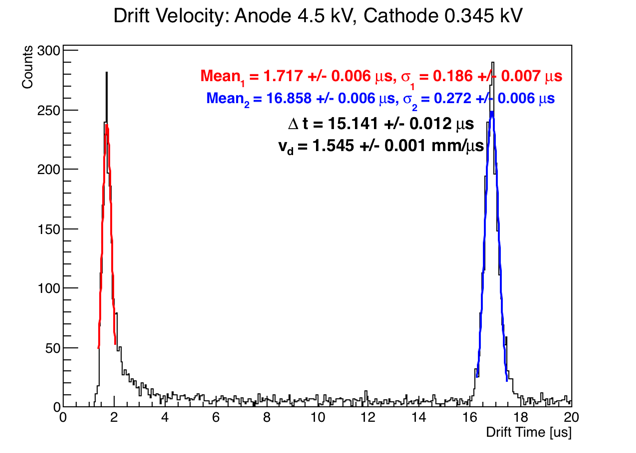 Drift Velocity: Anode 4.5 kV, Cathode 0.345 kV
Counts
300
250
200
150
100
50
0
Mean₁ = 1.717 +/- 0.006 μs, σ₁ = 0.186 +/- 0.007 μs
Mean₂ = 16.858 +/- 0.006 μs, σ₂ = 0.272 +/- 0.006 μs
Δ t = 15.141 +/- 0.012 μs
v_d = 1.545 +/- 0.001 mm/μs
0 2 4 6 8 10 12 14 16 18 20
Drift Time [us]